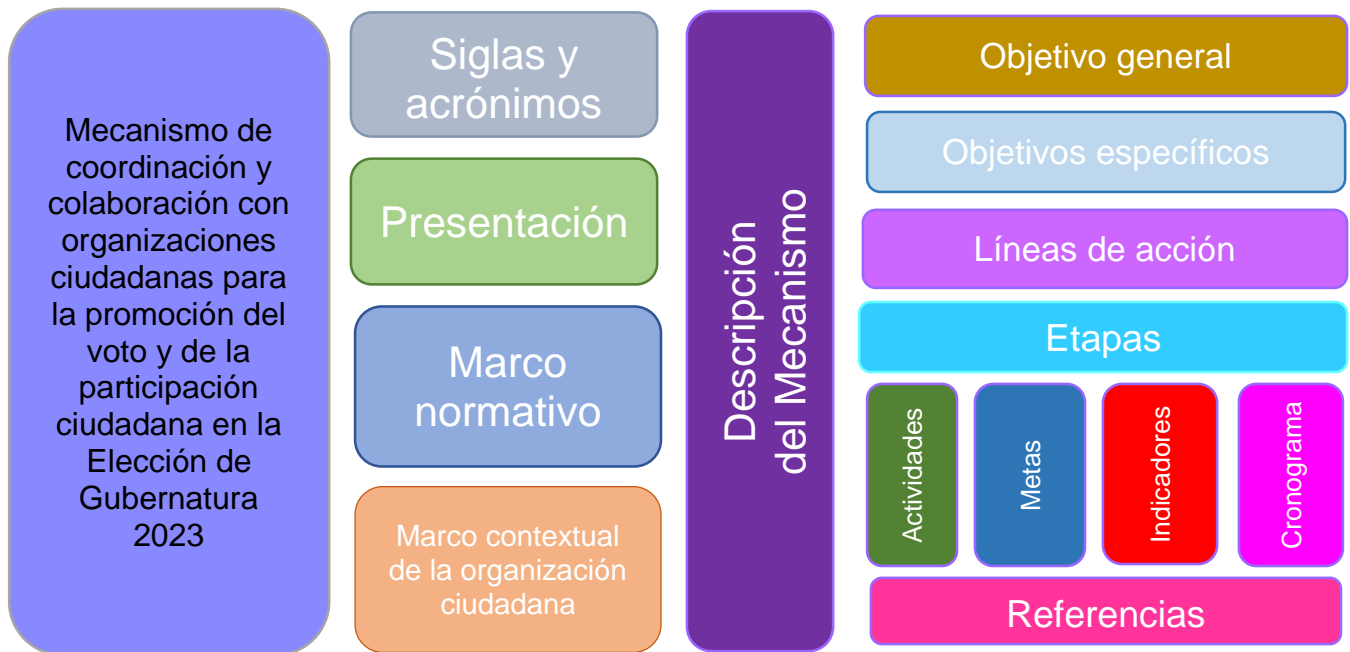 Mecanismo de
coordinación y
colaboración con
organizaciones
ciudadanas para
la promoción del
voto y de la
participación
ciudadana en la
Elección de
Gubernatura
2023
Siglas y
acrónimos
Presentación
Marco
normativo
Marco contextual
de la organización
ciudadana
Descripción
del Mecanismo
Objetivo general
Objetivos específicos
Líneas de acción
Etapas
Actividades
Metas
Indicadores
Cronograma
Referencias